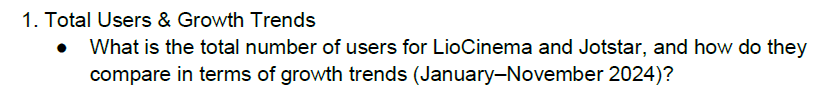 1. Total Users & Growth Trends
● What is the total number of users for LioCinema and Jotstar, and how do they
compare in terms of growth trends (January–November 2024)?